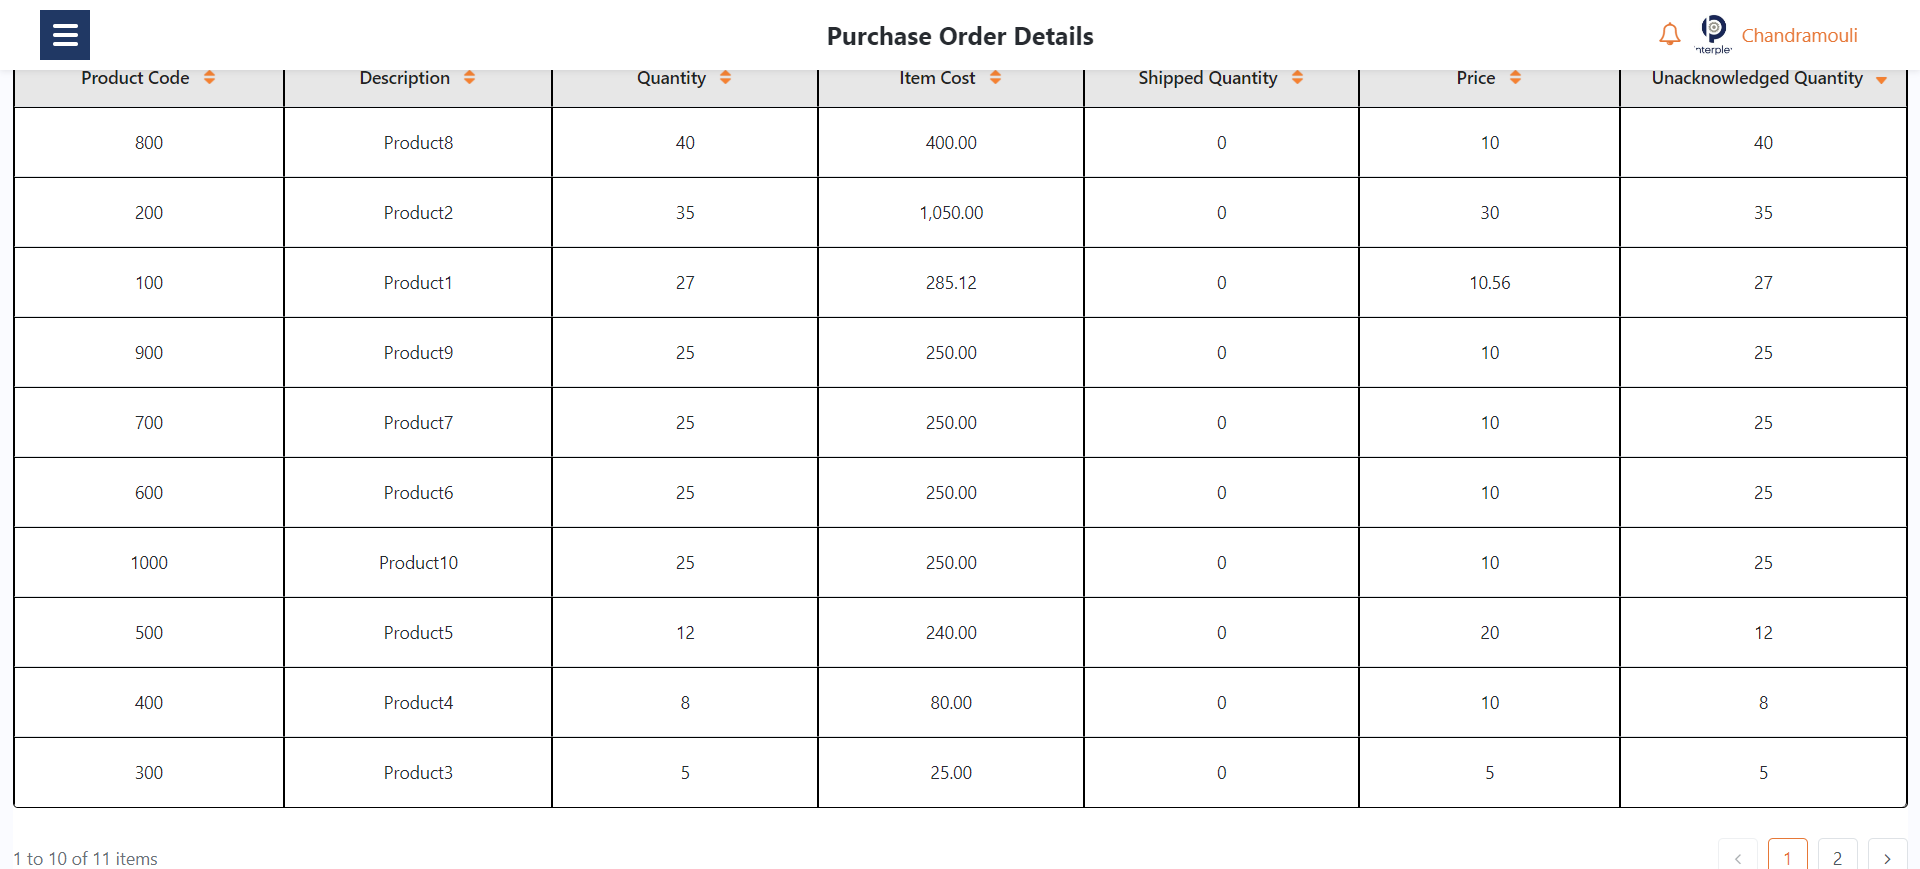 Purchase Order Details
nterple
Chandramouli
Product Code Description Quantity Item Cost Shipped Quantity Price Unacknowledged Quantity
800 Product8 40 400.00 0 10 40
200 Product2 35 1,050.00 0 30 35
100 Product1 27 285.12 0 10.56 27
900 Product9 25 250.00 0 10 25
700 Product7 25 250.00 0 10 25
600 Product6 25 250.00 0 10 25
1000 Product10 25 250.00 0 10 25
500 Product5 12 240.00 0 20 12
400 Product4 8 80.00 0 10 8
300 Product3 5 25.00 0 5 5
1 to 10 of 11 items
< 1 2 >